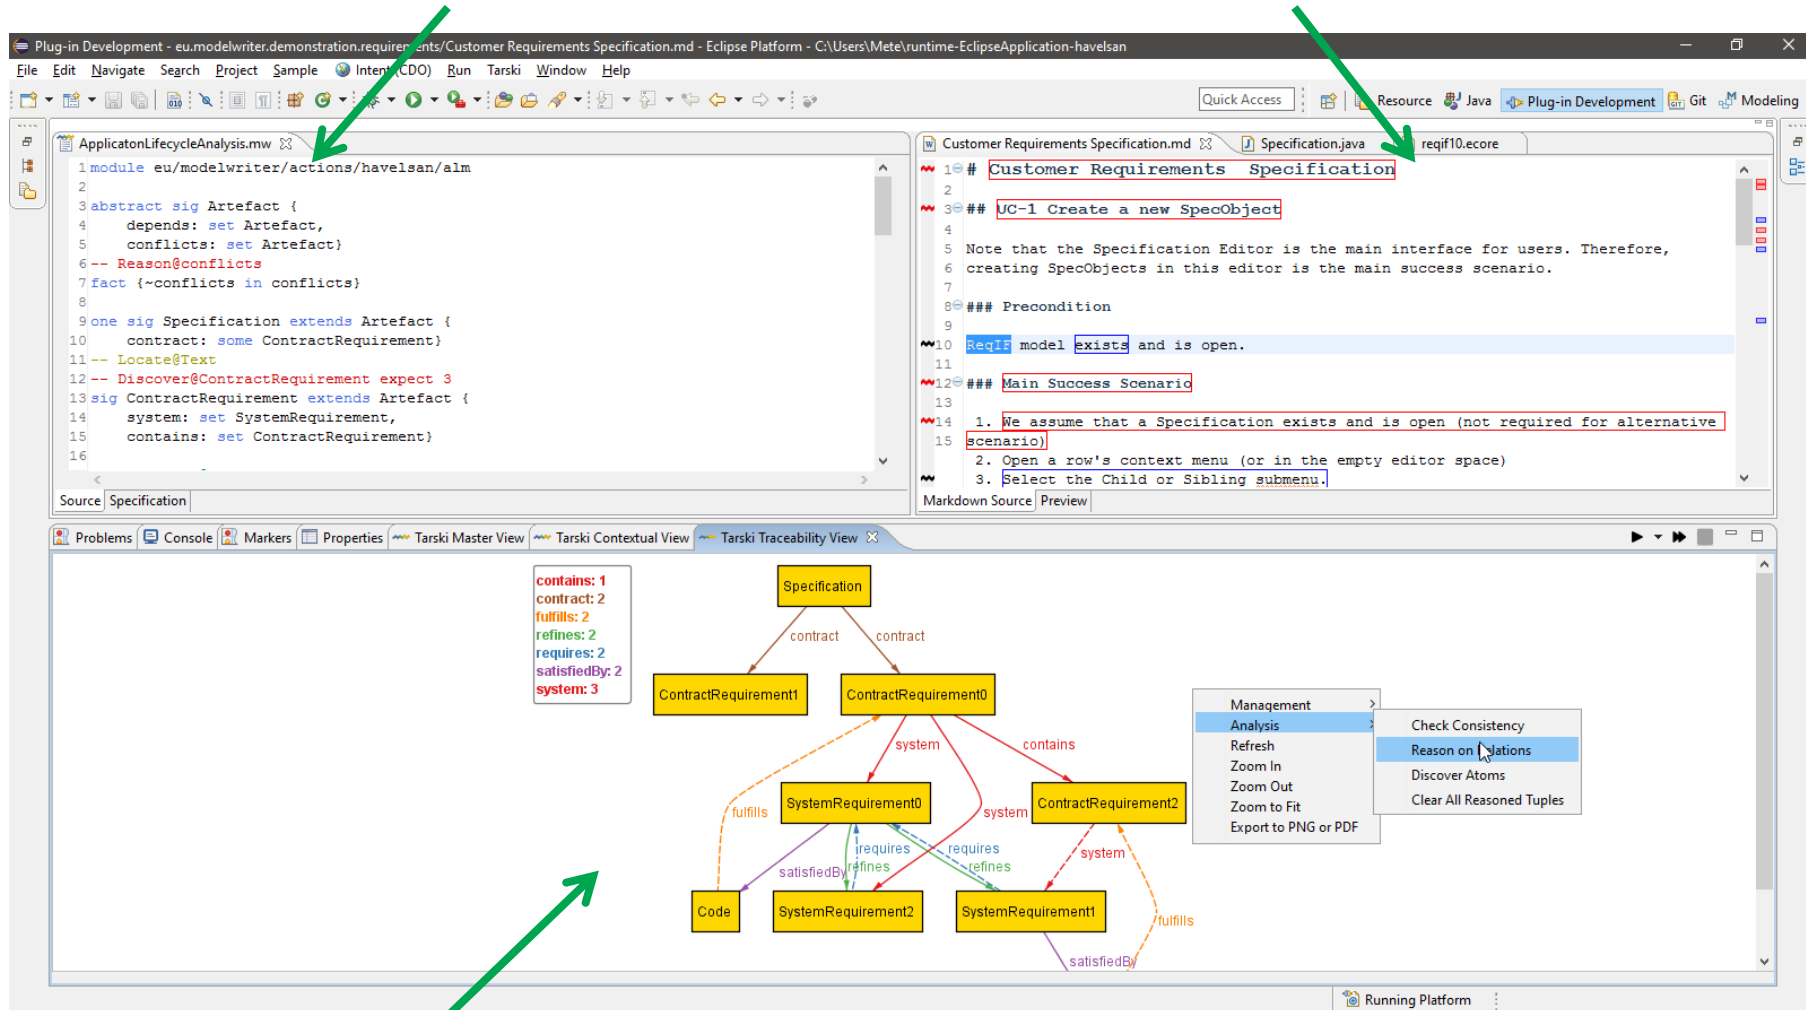 Plug-in Development - eu.modelwriter.demonstration.requirements/Customer Requirements Specification.md - Eclipse Platform - C:\Users\Mete\runtime-EclipseApplication-havelsan
File Edit Navigate Search Project Sample Intent (CDO) Run Tarski Window Help
Quick Access Resource Java Plug-in Development Git Modeling
ApplicatonLifecycleAnalysis.mw
1 module eu/modelwriter/actions/havelsan/alm
2
3 abstract sig Artefact {
4 depends: set Artefact,
5 conflicts: set Artefact}
6 -- Reason@conflicts
7 fact {~conflicts in conflicts}
8
9 one sig Specification extends Artefact {
10 contract: some ContractRequirement}
11 -- Locate@Text
12 -- Discover@ContractRequirement expect 3
13 sig ContractRequirement extends Artefact {
14 system: set SystemRequirement,
15 contains: set ContractRequirement}
16
Source Specification
Customer Requirements Specification.md Specification.java reqif10.ecore
1 # Customer Requirements Specification
2
3 ## UC-1 Create a new SpecObject
4
5 Note that the Specification Editor is the main interface for users. Therefore,
6 creating SpecObjects in this editor is the main success scenario.
7
8 ### Precondition
9
10 ReqIF model exists and is open.
11
12 ### Main Success Scenario
13
14 1. We assume that a Specification exists and is open (not required for alternative
15 scenario)
2. Open a row's context menu (or in the empty editor space)
3. Select the Child or Sibling submenu.
Markdown Source Preview
Problems Console Markers Properties Tarski Master View Tarski Contextual View Tarski Traceability View
contains: 1
contract: 2
fulfills: 2
refines: 2
requires: 2
satisfiedBy: 2
system: 3
Specification
contract contract
ContractRequirement1 ContractRequirement0
system contains
SystemRequirement0 ContractRequirement2
fulfills system
requires requires system
satisfiedBy refines refines
Code SystemRequirement2 SystemRequirement1
fulfills
satisfiedBy
Management
Analysis
Refresh
Zoom In
Zoom Out
Zoom to Fit
Export to PNG or PDF
Check Consistency
Reason on
Discover Atoms
Clear All Reasoned Tuples
Running Platform